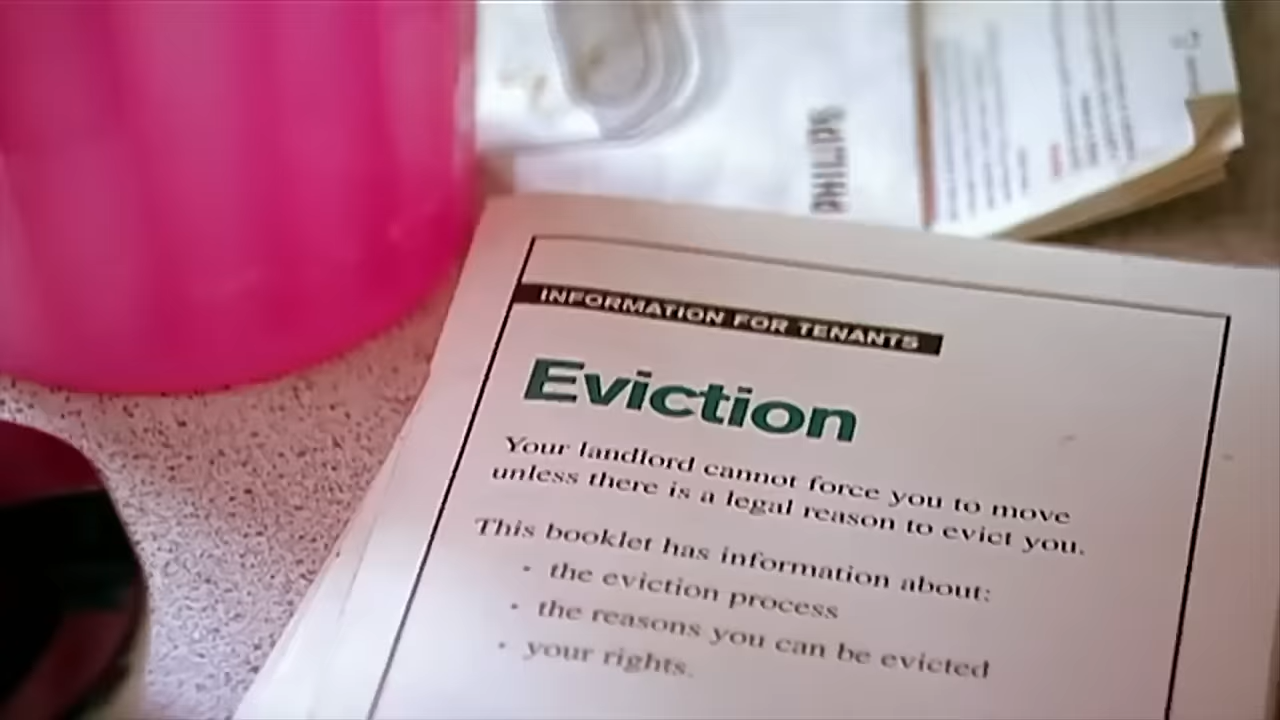 PHILIPS
INFORMATION FOR TENANTS
Eviction
Your landlord cannot force you to move
unless there is a legal reason to evict you.
This booklet has information about:
• the eviction process
• the reasons you can be evicted
• your rights.